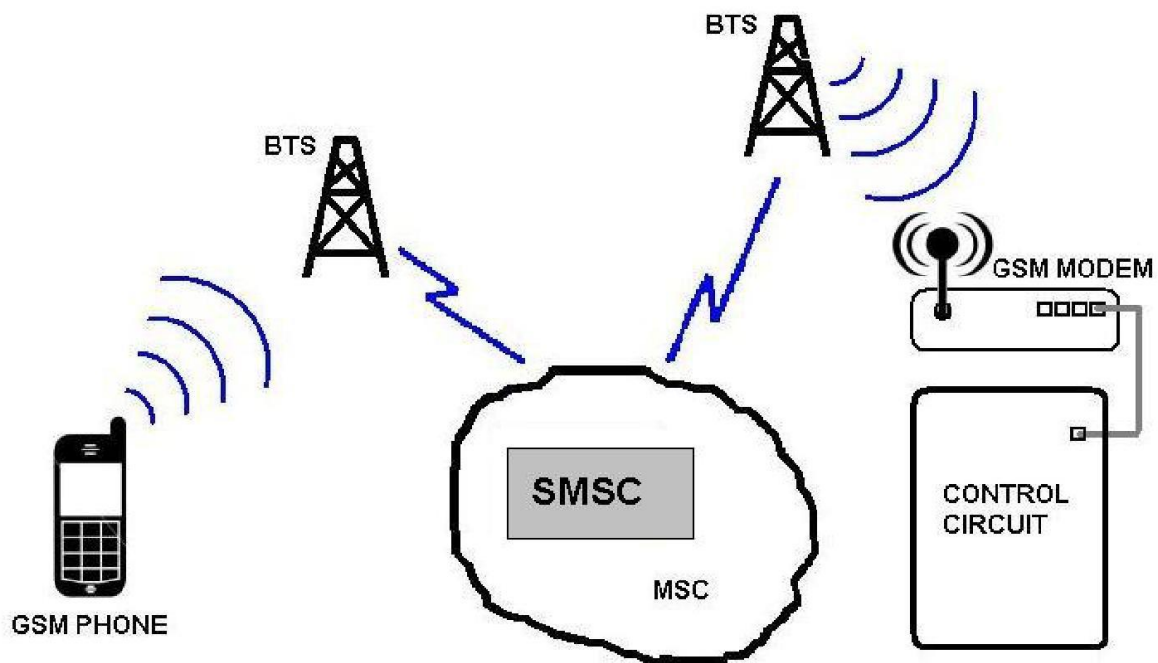 BTS
BTS
GSM MODEM
SMSC
CONTROL
CIRCUIT
MSC
GSM PHONE